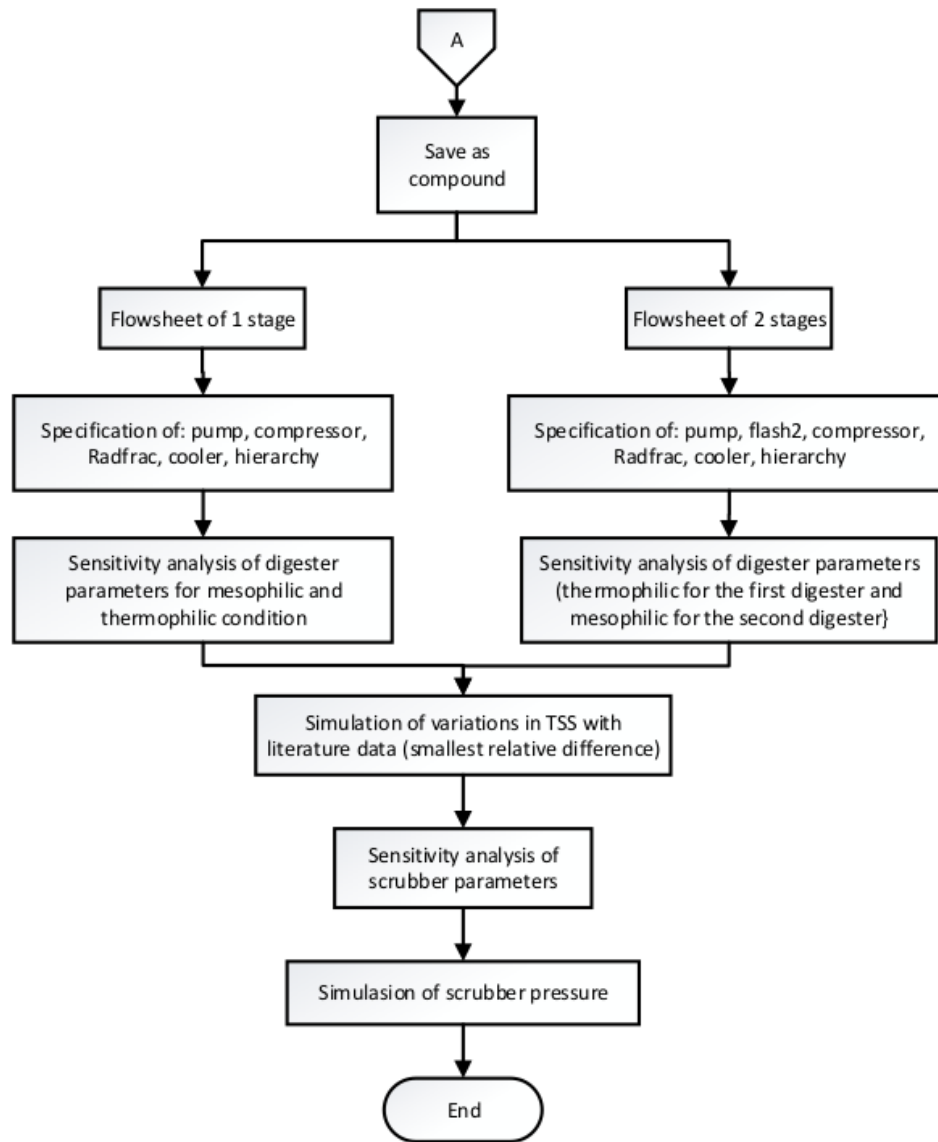 A
Save as
compound
Flowsheet of 1 stage
Flowsheet of 2 stages
Specification of: pump, compressor,
Radfrac, cooler, hierarchy
Specification of: pump, flash2, compressor,
Radfrac, cooler, hierarchy
Sensitivity analysis of digester
parameters for mesophilic and
thermophilic condition
Sensitivity analysis of digester parameters
(thermophilic for the first digester and
mesophilic for the second digester}
Simulation of variations in TSS with
literature data (smallest relative difference)
Sensitivity analysis of
scrubber parameters
Simulasion of scrubber pressure
End